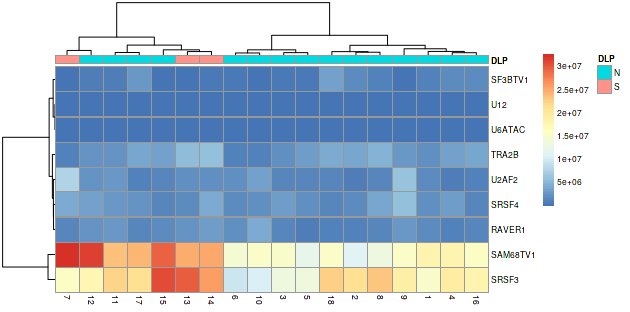 DLP
SF3BTV1
U12
U6ATAC
TRA2B
U2AF2
SRSF4
RAVER1
SAM68TV1
SRSF3
7 12 11 17 15 13 14 6 10 3 5 18 2 8 9 1 4 16
3e+07
2.5e+07
2e+07
1.5e+07
1e+07
5e+06
DLP
N
S